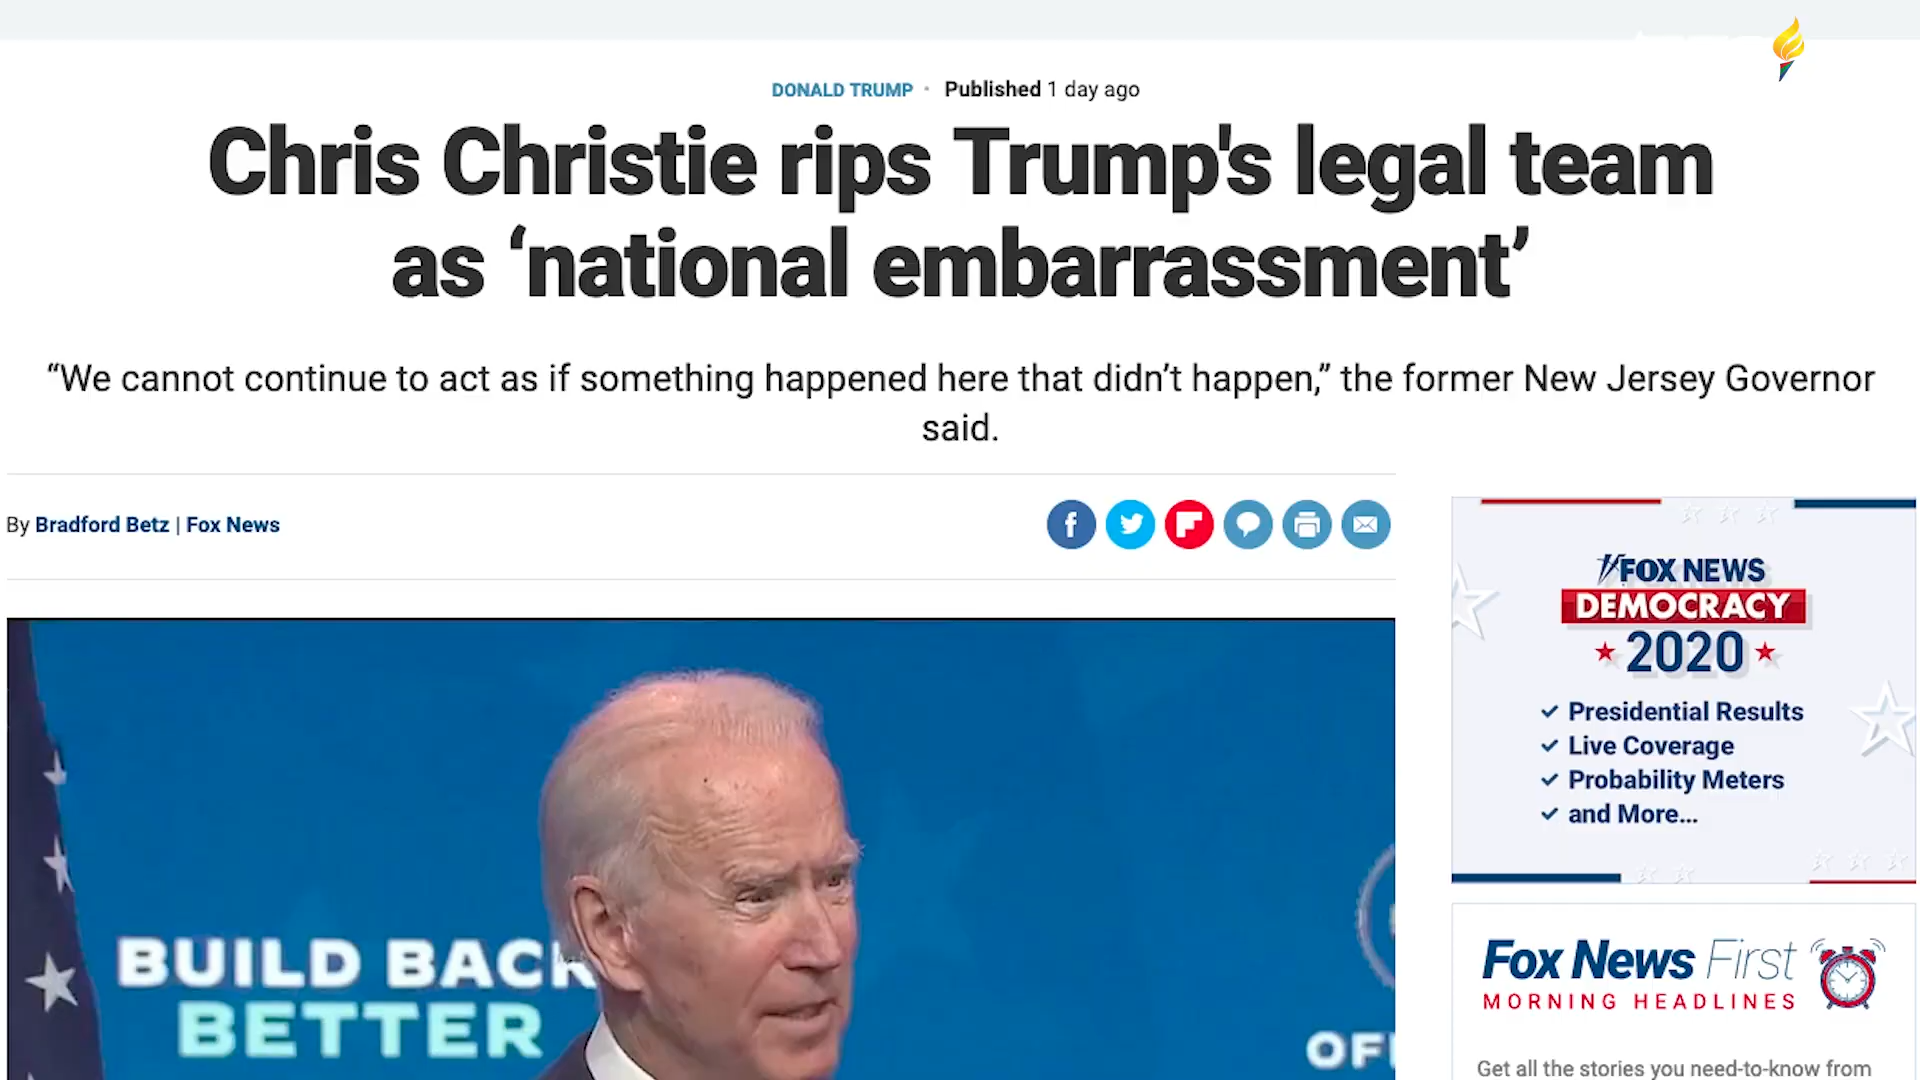 DONALD TRUMP · Published 1 day ago
Chris Christie rips Trump's legal team
as ‘national embarrassment’
“We cannot continue to act as if something happened here that didn’t happen,” the former New Jersey Governor
said.
By Bradford Betz | Fox News
FOX NEWS
DEMOCRACY
2020
Presidential Results
Live Coverage
Probability Meters
and More...
BUILD BACK
BETTER
Fox News First
MORNING HEADLINES
Get all the stories you need-to-know from